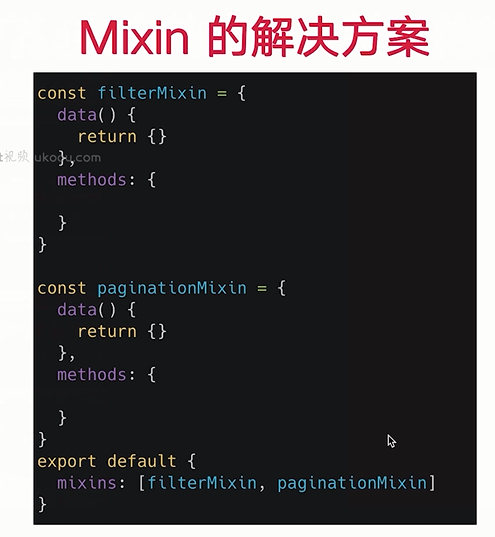 Mixin 的解决方案
const filterMixin = {
  data() {
    return {}
  },
  methods: {

  }
}

const paginationMixin = {
  data() {
    return {}
  },
  methods: {

  }
}
export default {
  mixins: [filterMixin, paginationMixin]
}